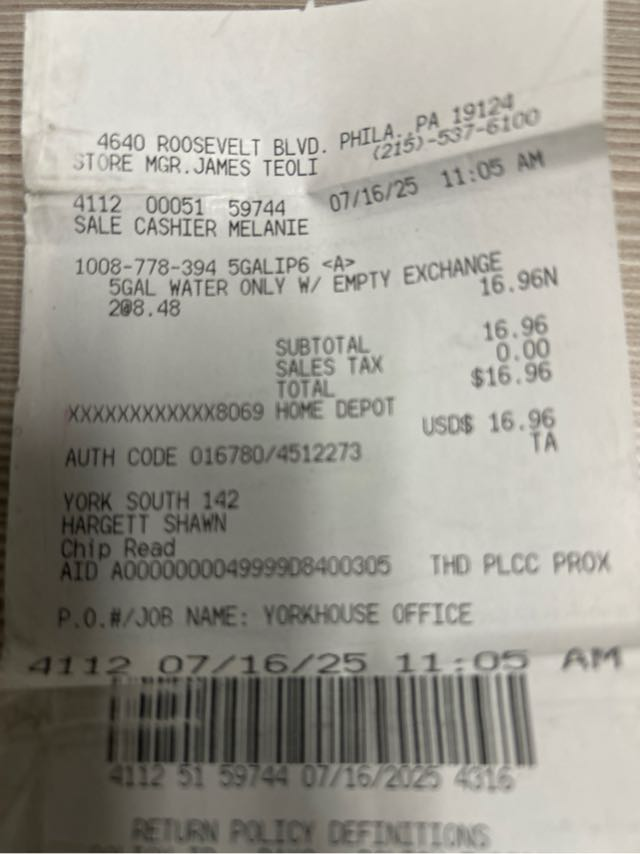 4640 ROOSEVELT BLVD. PHILA., PA 19124
STORE MGR.JAMES TEOLI (215)-537-6100
4112 00051 59744 07/16/25 11:05 AM
SALE CASHIER MELANIE
1008-778-394 5GALIP6 <A>
5GAL WATER ONLY W/ EMPTY EXCHANGE
2@8.48 16.96N
SUBTOTAL 16.96
SALES TAX 0.00
TOTAL $16.96
XXXXXXXXXXXX8069 HOME DEPOT
USD$ 16.96
AUTH CODE 016780/4512273 TA
YORK SOUTH 142
HARGETT SHAWN
Chip Read
AID A0000000049999D8400305 THD PLCC PROX
P.O.#/JOB NAME: YORKHOUSE OFFICE
4112 07/16/25 11:05 AM
4112 51 59744 07/16/2025 4316
RETURN POLICY DEFINITIONS